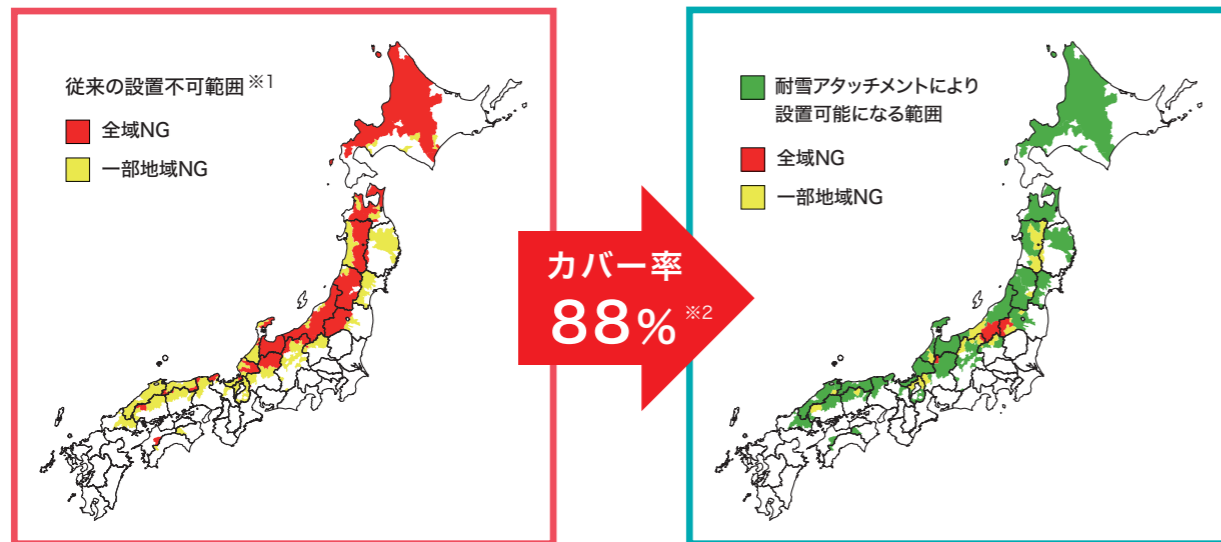 従来の設置不可範囲※1
全域NG
一部地域NG
カバー率
88%※2
耐雪アタッチメントにより
設置可能になる範囲
全域NG
一部地域NG